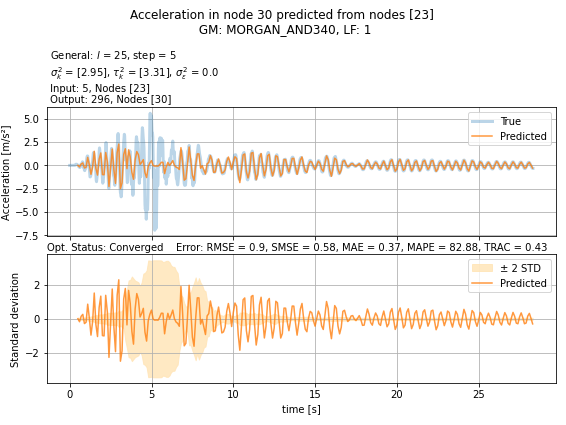 Acceleration in node 30 predicted from nodes [23]
GM: MORGAN_AND340, LF: 1
General: l = 25, step = 5
σ²ₖ = [2.95], τ²ₖ = [3.31], σ²ε = 0.0
Input: 5, Nodes [23]
Output: 296, Nodes [30]
Acceleration [m/s²]
5.0
2.5
0.0
−2.5
−5.0
−7.5
True
Predicted
Opt. Status: Converged Error: RMSE = 0.9, SMSE = 0.58, MAE = 0.37, MAPE = 82.88, TRAC = 0.43
Standard deviation
2
0
−2
± 2 STD
Predicted
0 5 10 15 20 25
time [s]